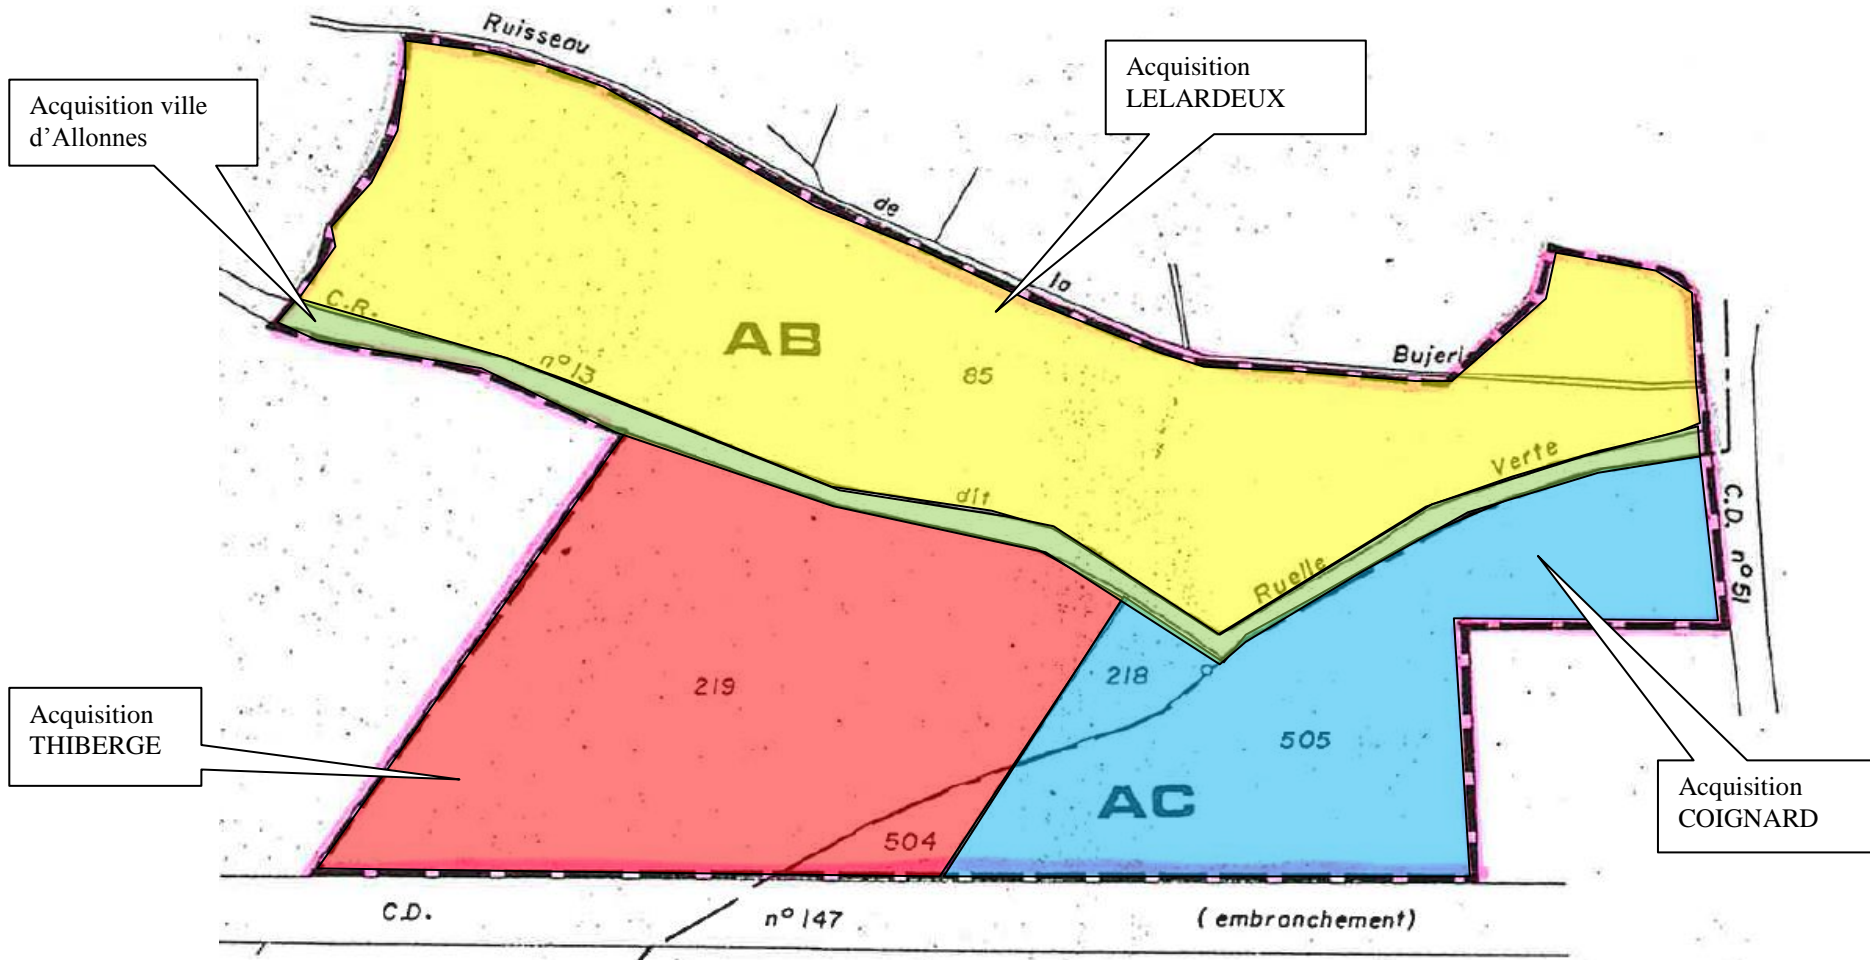 Ruisseau
de
la
Bujeri
Acquisition ville
d'Allonnes
Acquisition
LELARDEUX
C.R.
n° 13
dit
Ruelle
Verte
AB
85
C.D. n° 51
219
218
505
504
AC
Acquisition
THIBERGE
Acquisition
COIGNARD
C.D. n° 147 (embranchement)